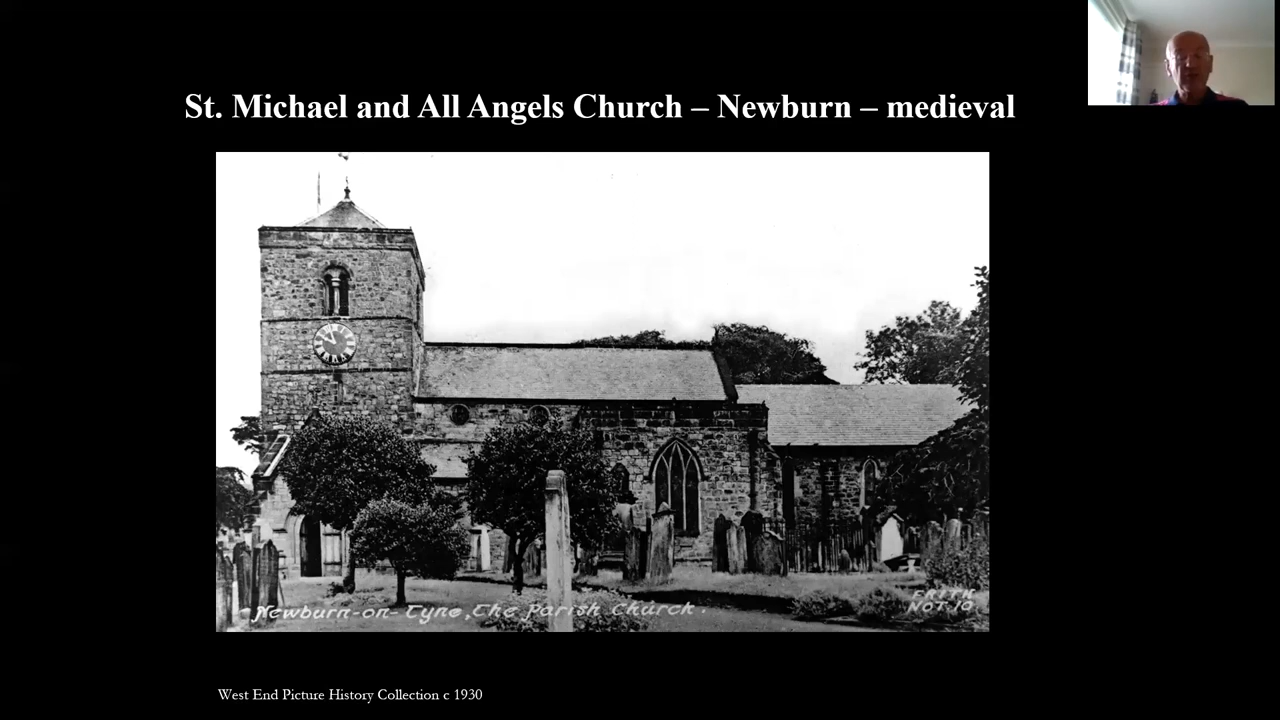 St. Michael and All Angels Church – Newburn – medieval
Newburn-on-Tyne, The Parish Church.
FRITH
NOT.10
West End Picture History Collection c 1930